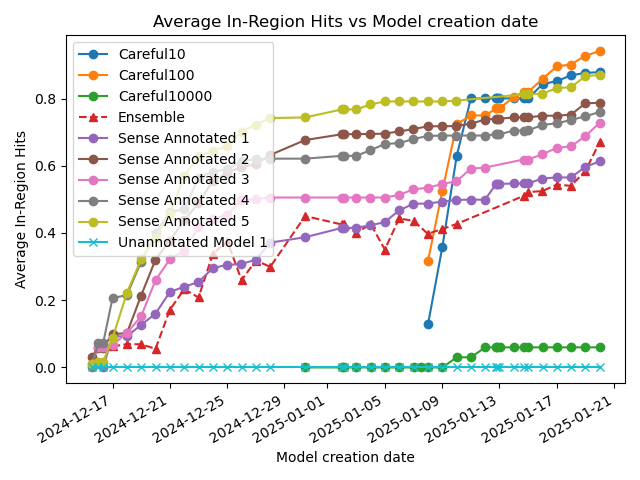 Average In-Region Hits vs Model creation date
Average In-Region Hits
0.8
0.6
0.4
0.2
0.0
Careful10
Careful100
Careful10000
Ensemble
Sense Annotated 1
Sense Annotated 2
Sense Annotated 3
Sense Annotated 4
Sense Annotated 5
Unannotated Model 1
2024-12-17
2024-12-21
2024-12-25
2024-12-29
2025-01-01
2025-01-05
2025-01-09
2025-01-13
2025-01-17
2025-01-21
Model creation date